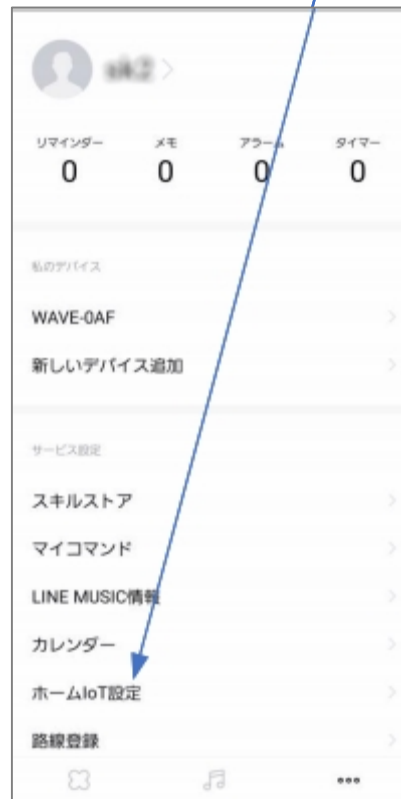 リマインダー メモ アラーム タイマー
0 0 0 0
私のデバイス
WAVE-0AF
新しいデバイス追加
サービス設定
スキルストア
マイコマンド
LINE MUSIC情報
カレンダー
ホームIoT設定
路線登録